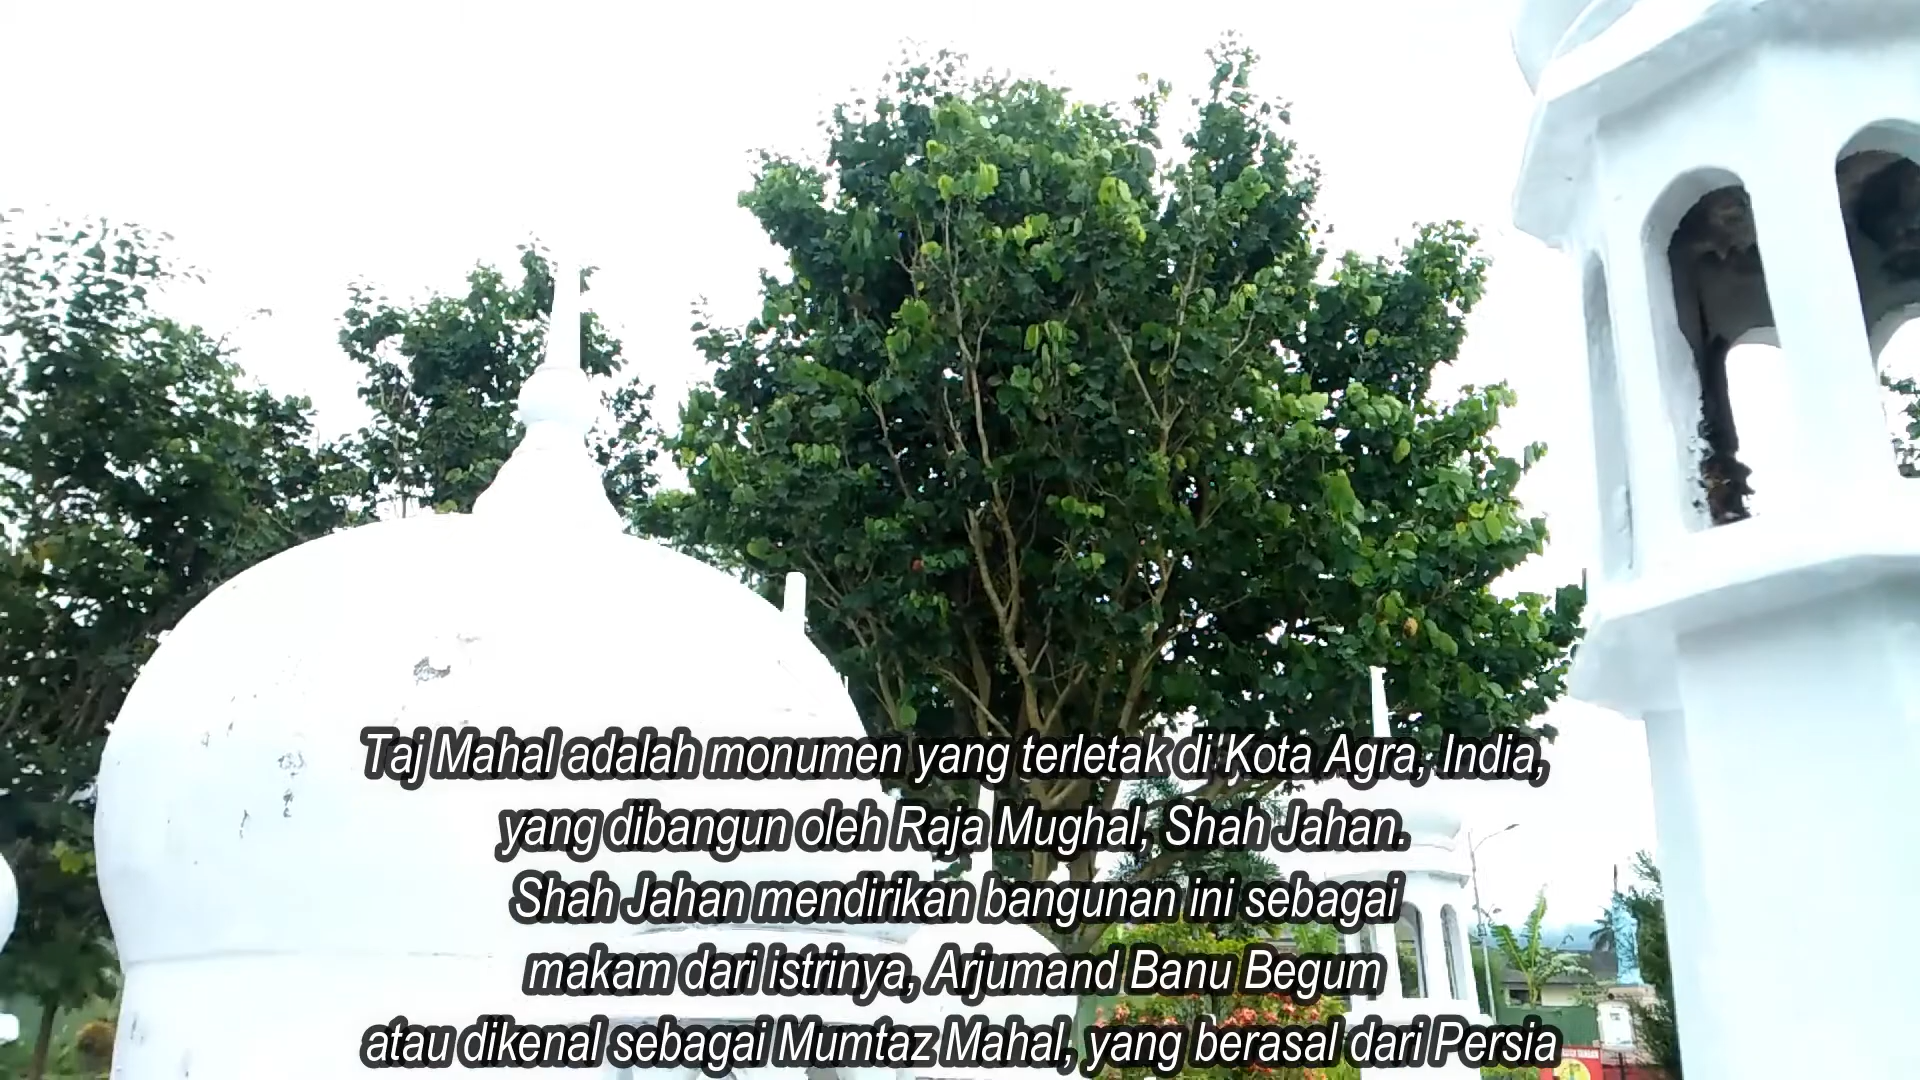 Taj Mahal adalah monumen yang terletak di Kota Agra, India,
yang dibangun oleh Raja Mughal, Shah Jahan.
Shah Jahan mendirikan bangunan ini sebagai
makam dari istrinya, Arjumand Banu Begum
atau dikenal sebagai Mumtaz Mahal, yang berasal dari Persia